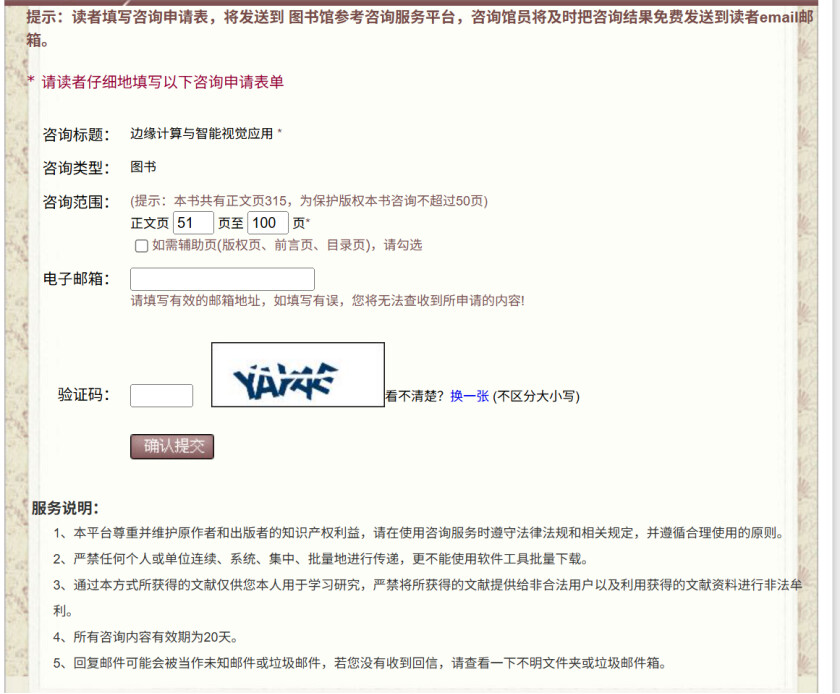 提示：读者填写咨询申请表，将发送到 图书馆参考咨询服务平台，咨询馆员将及时把咨询结果免费发送到读者email邮
箱。
* 请读者仔细地填写以下咨询申请表单
咨询标题： 边缘计算与智能视觉应用 *
咨询类型： 图书
咨询范围： (提示：本书共有正文页315，为保护版权本书咨询不超过50页)
正文页 51 页至 100 页*
如需辅助页(版权页、前言页、目录页)，请勾选
电子邮箱：
请填写有效的邮箱地址，如填写有误，您将无法查收到所申请的内容!
验证码： 看不清楚？换一张 (不区分大小写)
确认提交
服务说明：
1、本平台尊重并维护原作者和出版者的知识产权利益，请在使用咨询服务时遵守法律法规和相关规定，并遵循合理使用的原则。
2、严禁任何个人或单位连续、系统、集中、批量地进行传递，更不能使用软件工具批量下载。
3、通过本方式所获得的文献仅供您本人用于学习研究，严禁将所获得的文献提供给非合法用户以及利用获得的文献资料进行非法牟
利。
4、所有咨询内容有效期为20天。
5、回复邮件可能会被当作未知邮件或垃圾邮件，若您没有收到回信，请查看一下不明文件夹或垃圾邮件箱。